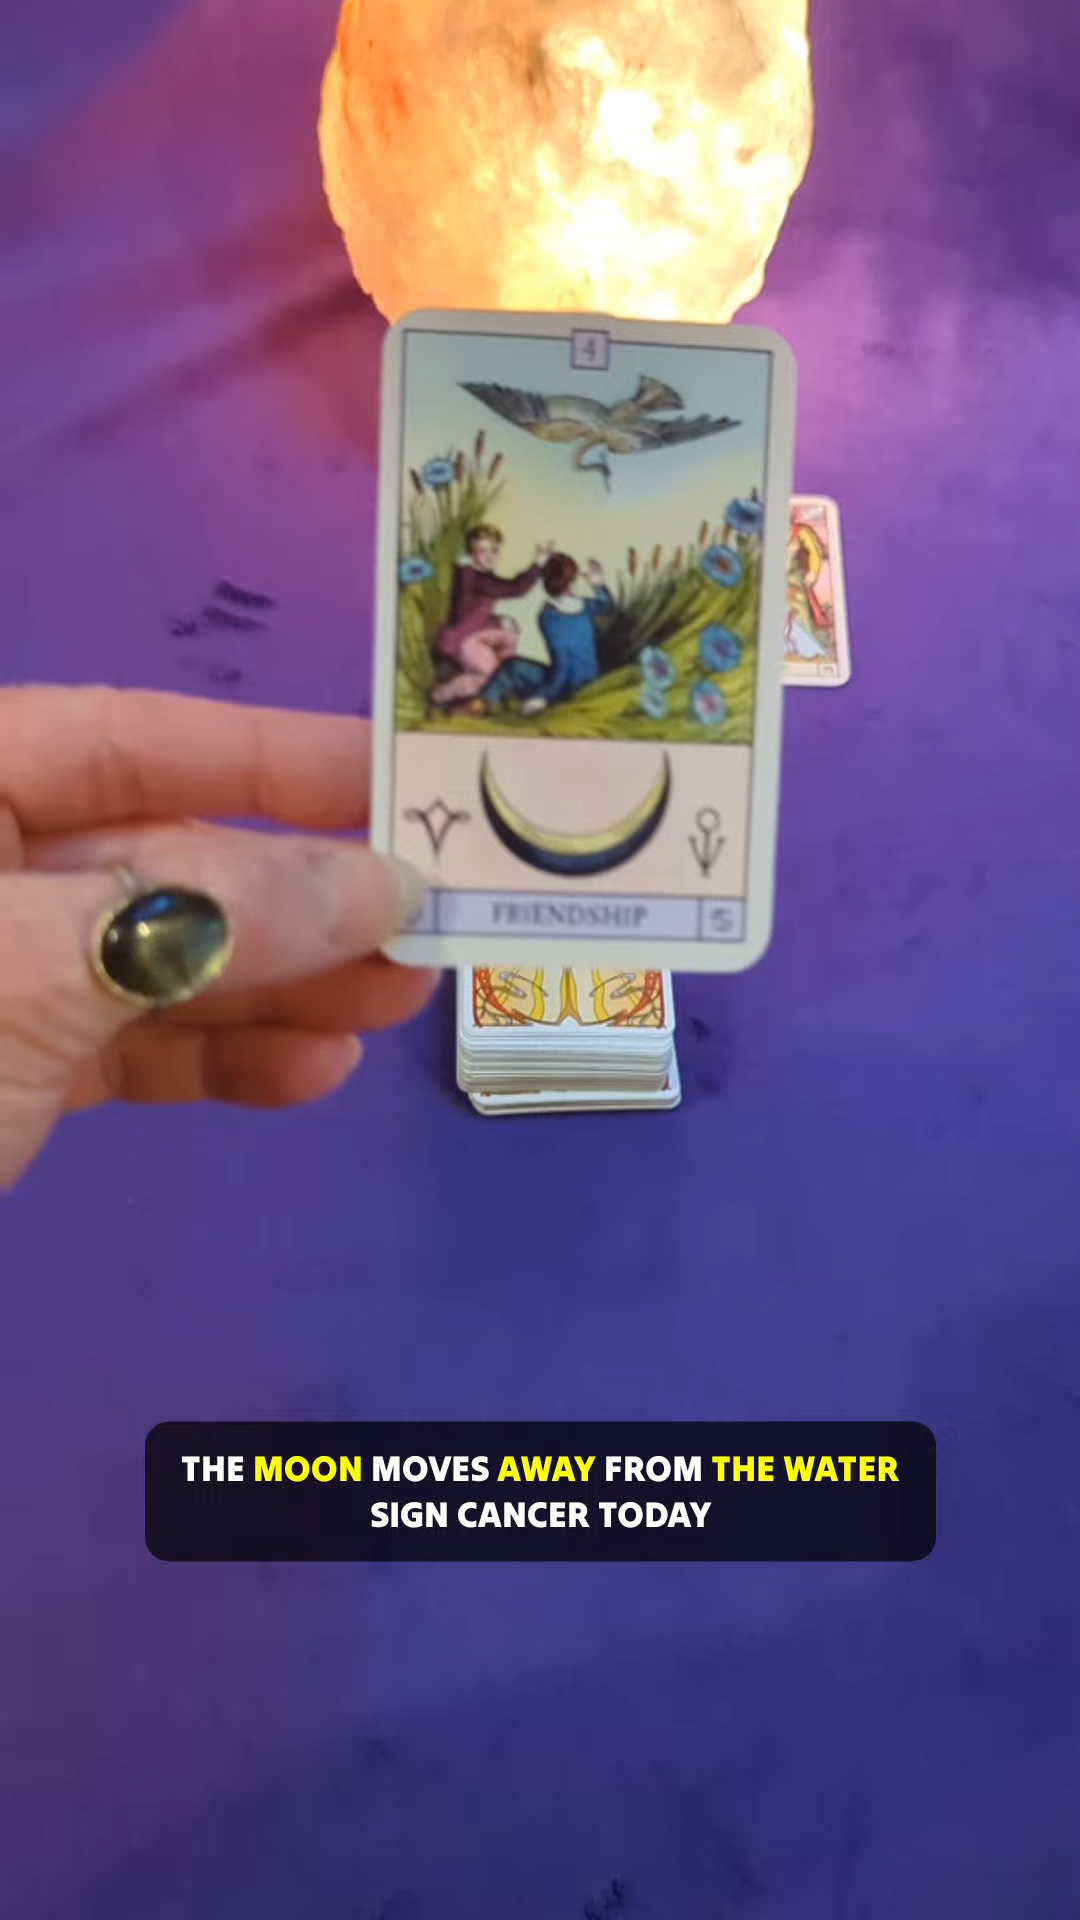 4
FRIENDSHIP
THE MOON MOVES AWAY FROM THE WATER
SIGN CANCER TODAY